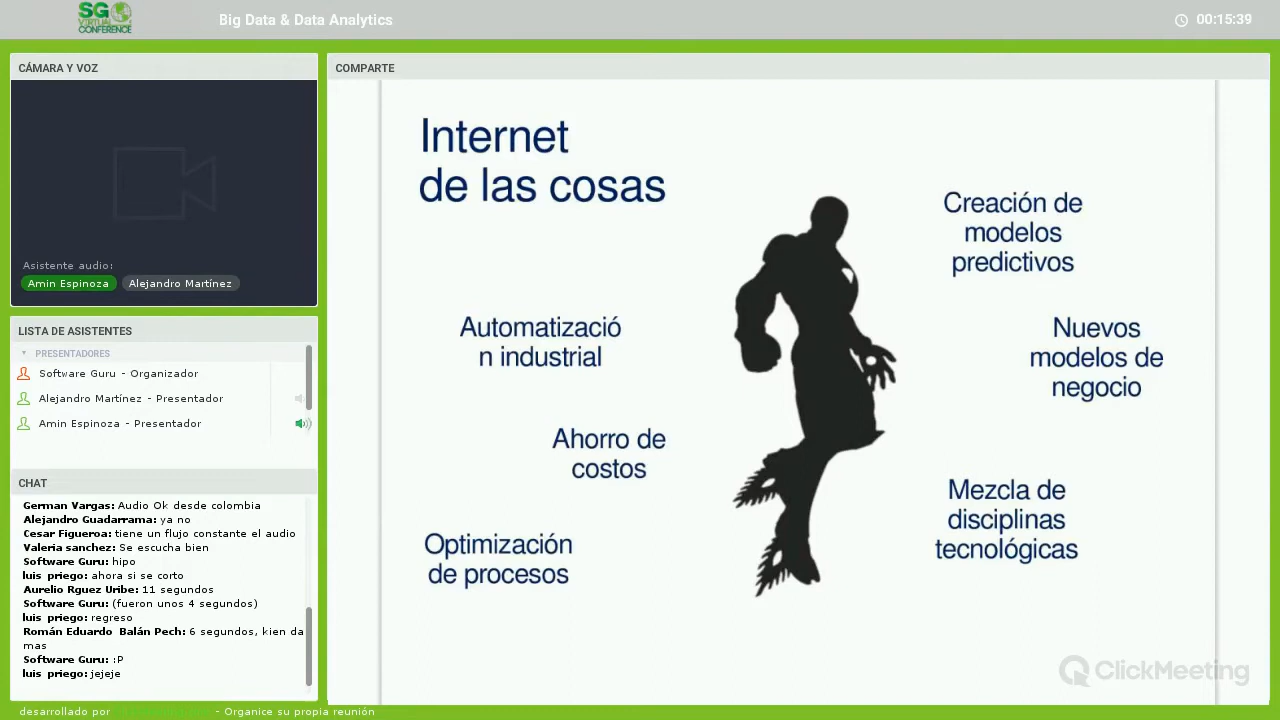 SG
VIRTUAL
CONFERENCE
Big Data & Data Analytics
00:15:39
CÁMARA Y VOZ
Asistente audio:
Amin Espinoza
Alejandro Martínez
LISTA DE ASISTENTES
PRESENTADORES
Software Guru - Organizador
Alejandro Martínez - Presentador
Amin Espinoza - Presentador
CHAT
German Vargas: Audio Ok desde colombia
Alejandro Guadarrama: ya no
Cesar Figueroa: tiene un flujo constante el audio
Valeria sanchez: Se escucha bien
Software Guru: hipo
luis priego: ahora si se corto
Aurelio Rguez Uribe: 11 segundos
Software Guru: (fueron unos 4 segundos)
luis priego: regreso
Román Eduardo Balán Pech: 6 segundos, kien da
mas
Software Guru: :P
luis priego: jejeje
COMPARTE
Internet
de las cosas
Automatizació
n industrial
Ahorro de
costos
Optimización
de procesos
Creación de
modelos
predictivos
Nuevos
modelos de
negocio
Mezcla de
disciplinas
tecnológicas
ClickMeeting
desarrollado por
- Organice su propia reunión